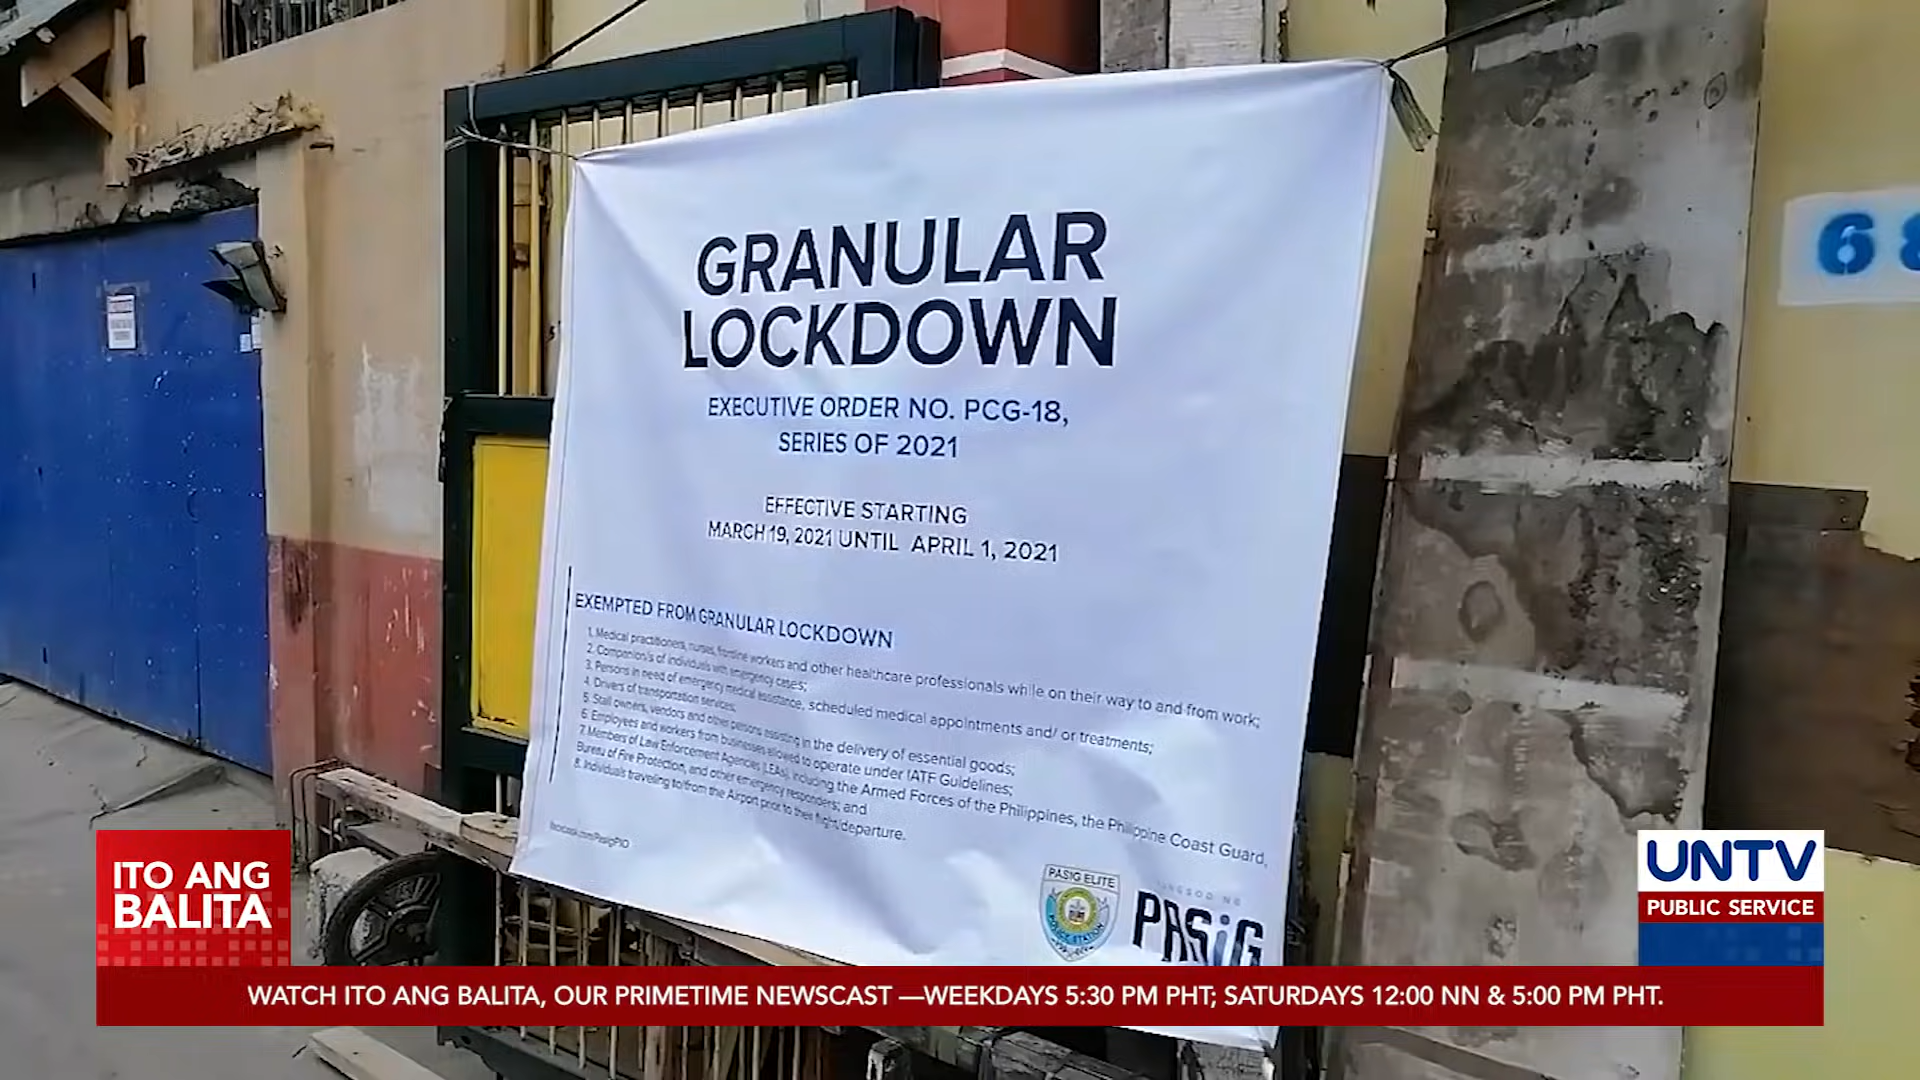 GRANULAR
LOCKDOWN
EXECUTIVE ORDER NO. PCG-18,
SERIES OF 2021
EFFECTIVE STARTING
MARCH 19, 2021 UNTIL APRIL 1, 2021
EXEMPTED FROM GRANULAR LOCKDOWN
1. Medical practitioners, nurses, frontline workers and other healthcare professionals while on their way to and from work;
2. Companion/s of individuals with emergency cases;
3. Persons in need of emergency medical assistance, scheduled medical appointments and/ or treatments;
4. Drivers of transportation services;
5. Stall owners, vendors and other persons assisting in the delivery of essential goods;
6. Employees and workers from businesses allowed to operate under IATF Guidelines;
7. Members of Law Enforcement Agencies (LEAs), including the Armed Forces of the Philippines, the Philippine Coast Guard,
Bureau of Fire Protection, and other emergency responders; and
8. Individuals traveling to/from the Airport prior to their flight/departure.
facebook.com/PasigPIO
PASIG ELITE
POLICE STATION
LUNGSOD NG
PASiG
68
ITO ANG
BALITA
UNTV
PUBLIC SERVICE
WATCH ITO ANG BALITA, OUR PRIMETIME NEWSCAST —WEEKDAYS 5:30 PM PHT; SATURDAYS 12:00 NN & 5:00 PM PHT.